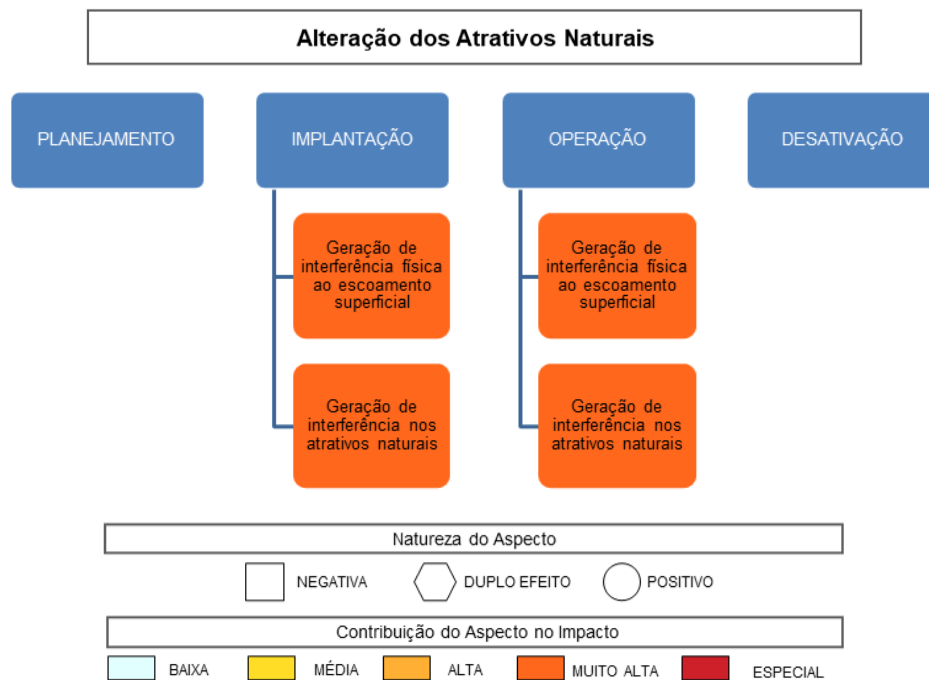 Alteração dos Atrativos Naturais
PLANEJAMENTO
IMPLANTAÇÃO
OPERAÇÃO
DESATIVAÇÃO
Geração de
interferência física
ao escoamento
superficial
Geração de
interferência física
ao escoamento
superficial
Geração de
interferência nos
atrativos naturais
Geração de
interferência nos
atrativos naturais
Natureza do Aspecto
NEGATIVA
DUPLO EFEITO
POSITIVO
Contribuição do Aspecto no Impacto
BAIXA
MÉDIA
ALTA
MUITO ALTA
ESPECIAL